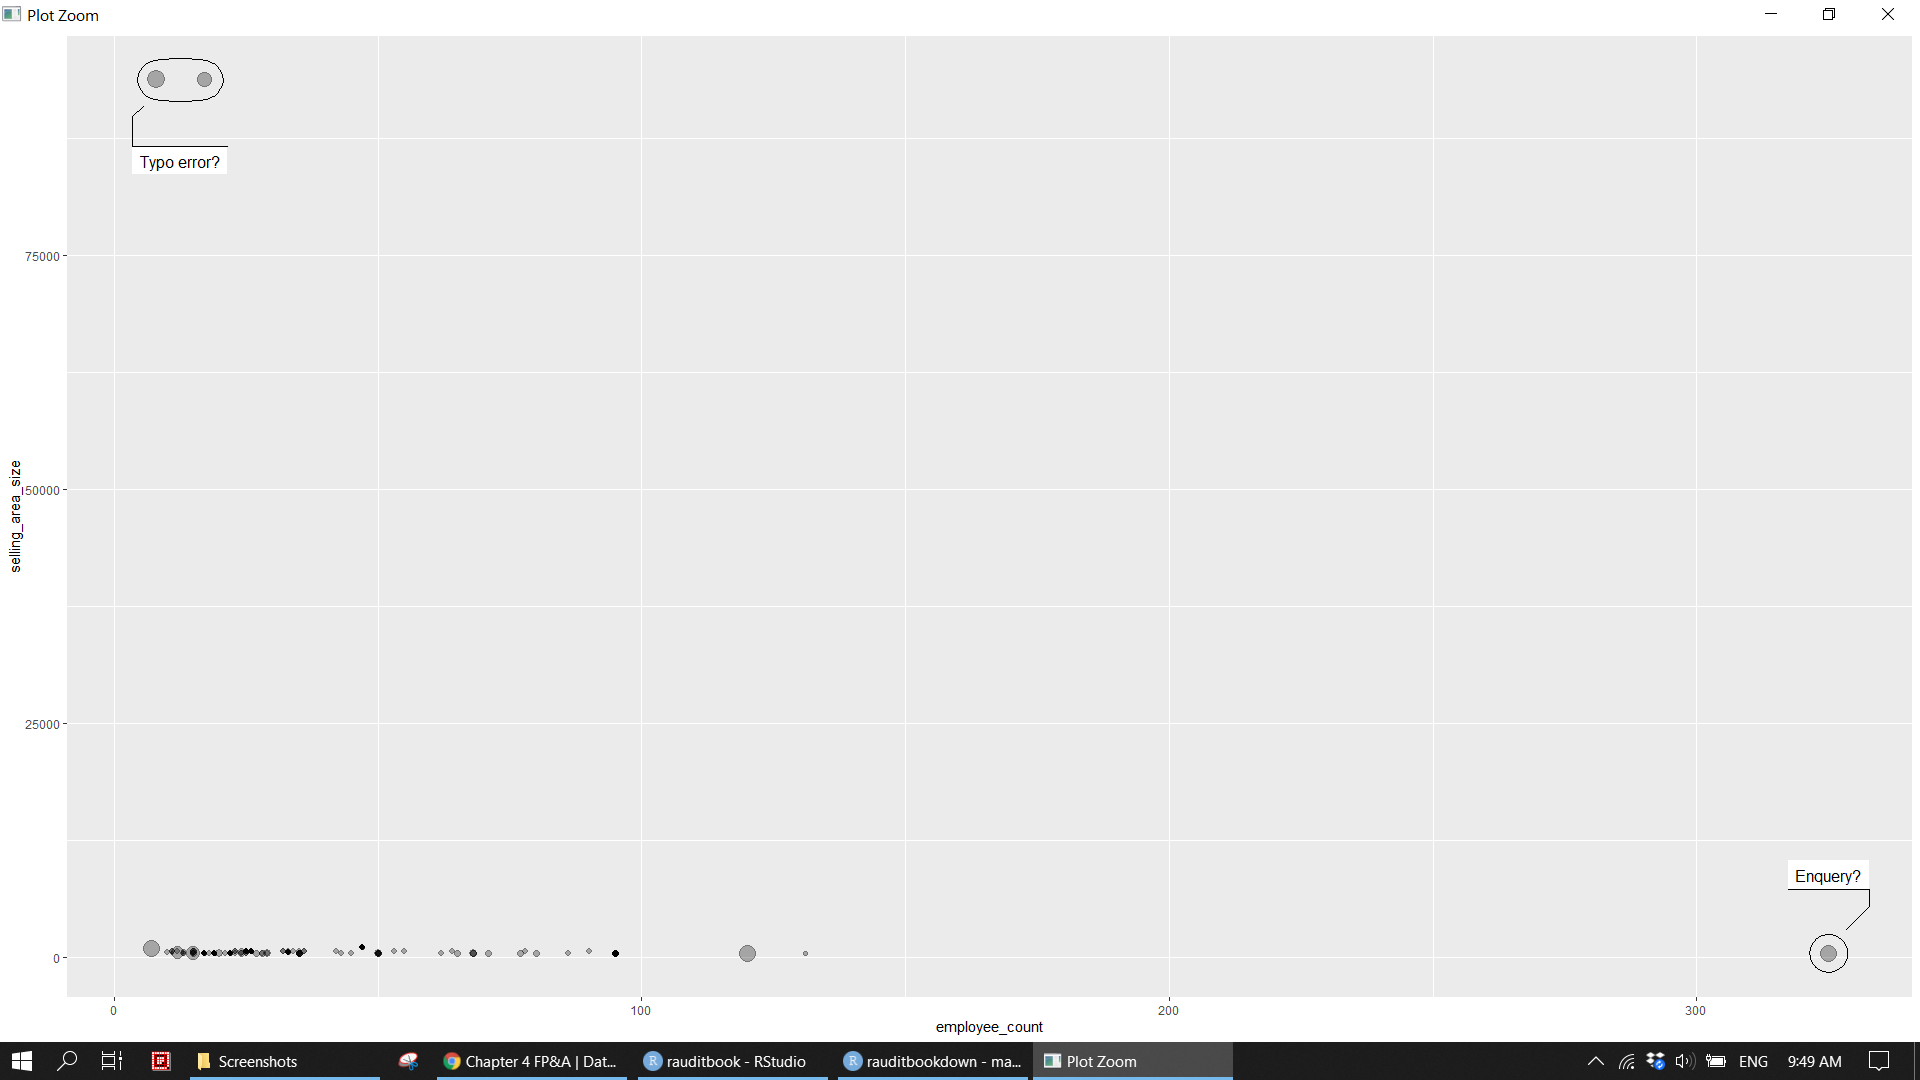 Plot Zoom
Typo error?
75000
50000
25000
0
selling_area_size
Enquery?
0
100
200
300
employee_count
Screenshots
Chapter 4 FP&A | Dat...
rauditbook - RStudio
rauditbookdown - ma...
Plot Zoom
ENG
9:49 AM